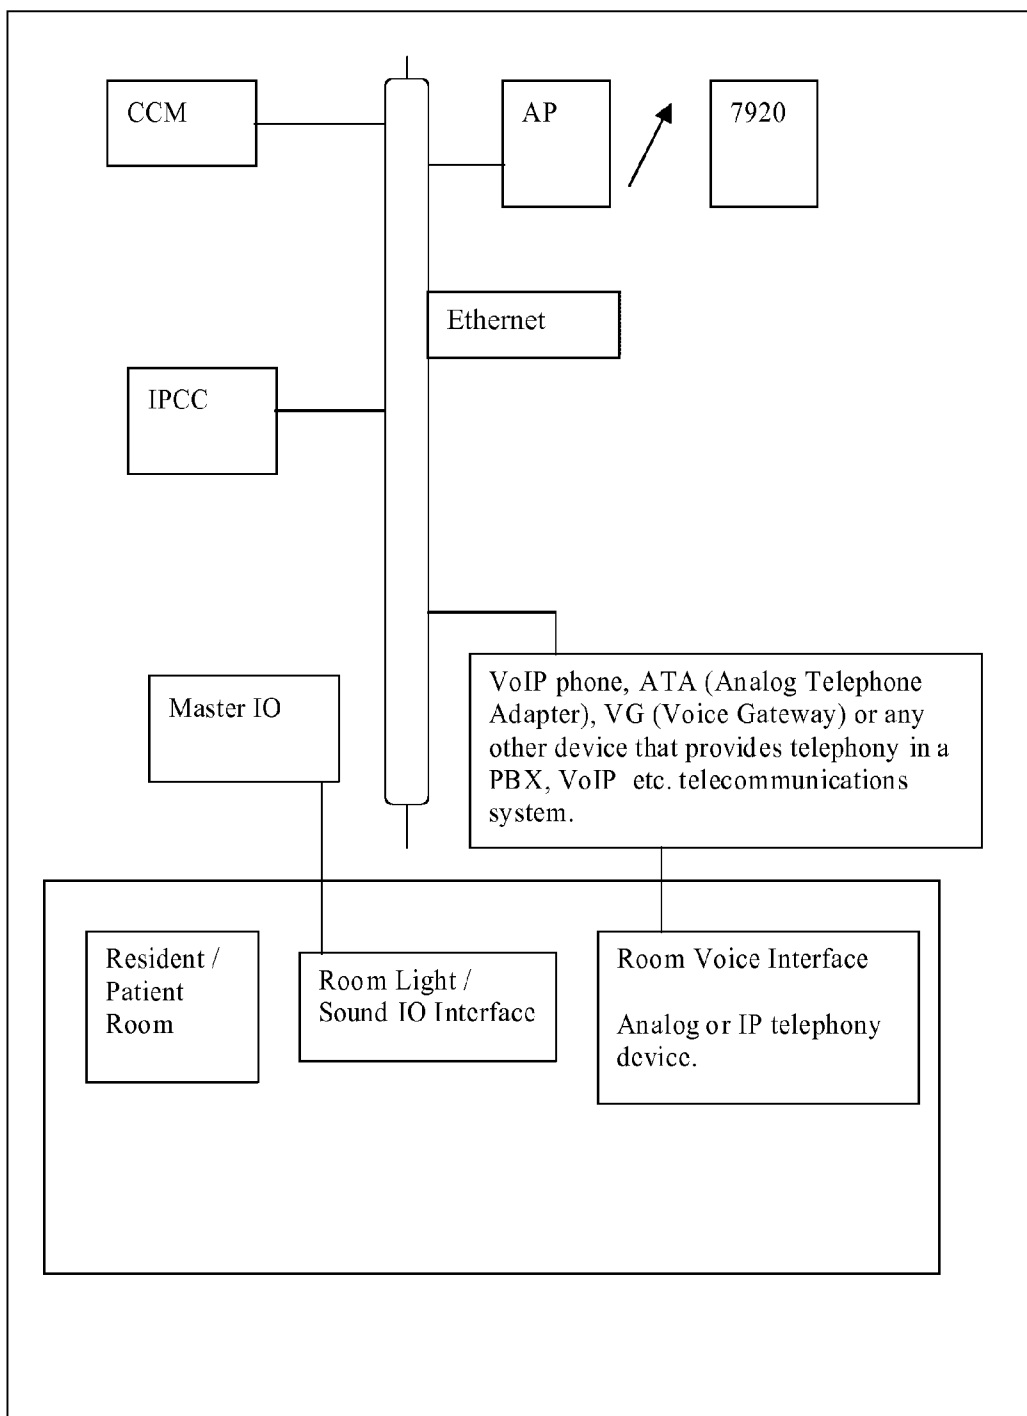 CCM
AP
7920
Ethernet
IPCC
Master IO
VoIP phone, ATA (Analog Telephone
Adapter), VG (Voice Gateway) or any
other device that provides telephony in a
PBX, VoIP etc. telecommunications
system.
Resident /
Patient
Room
Room Light /
Sound IO Interface
Room Voice Interface
Analog or IP telephony
device.